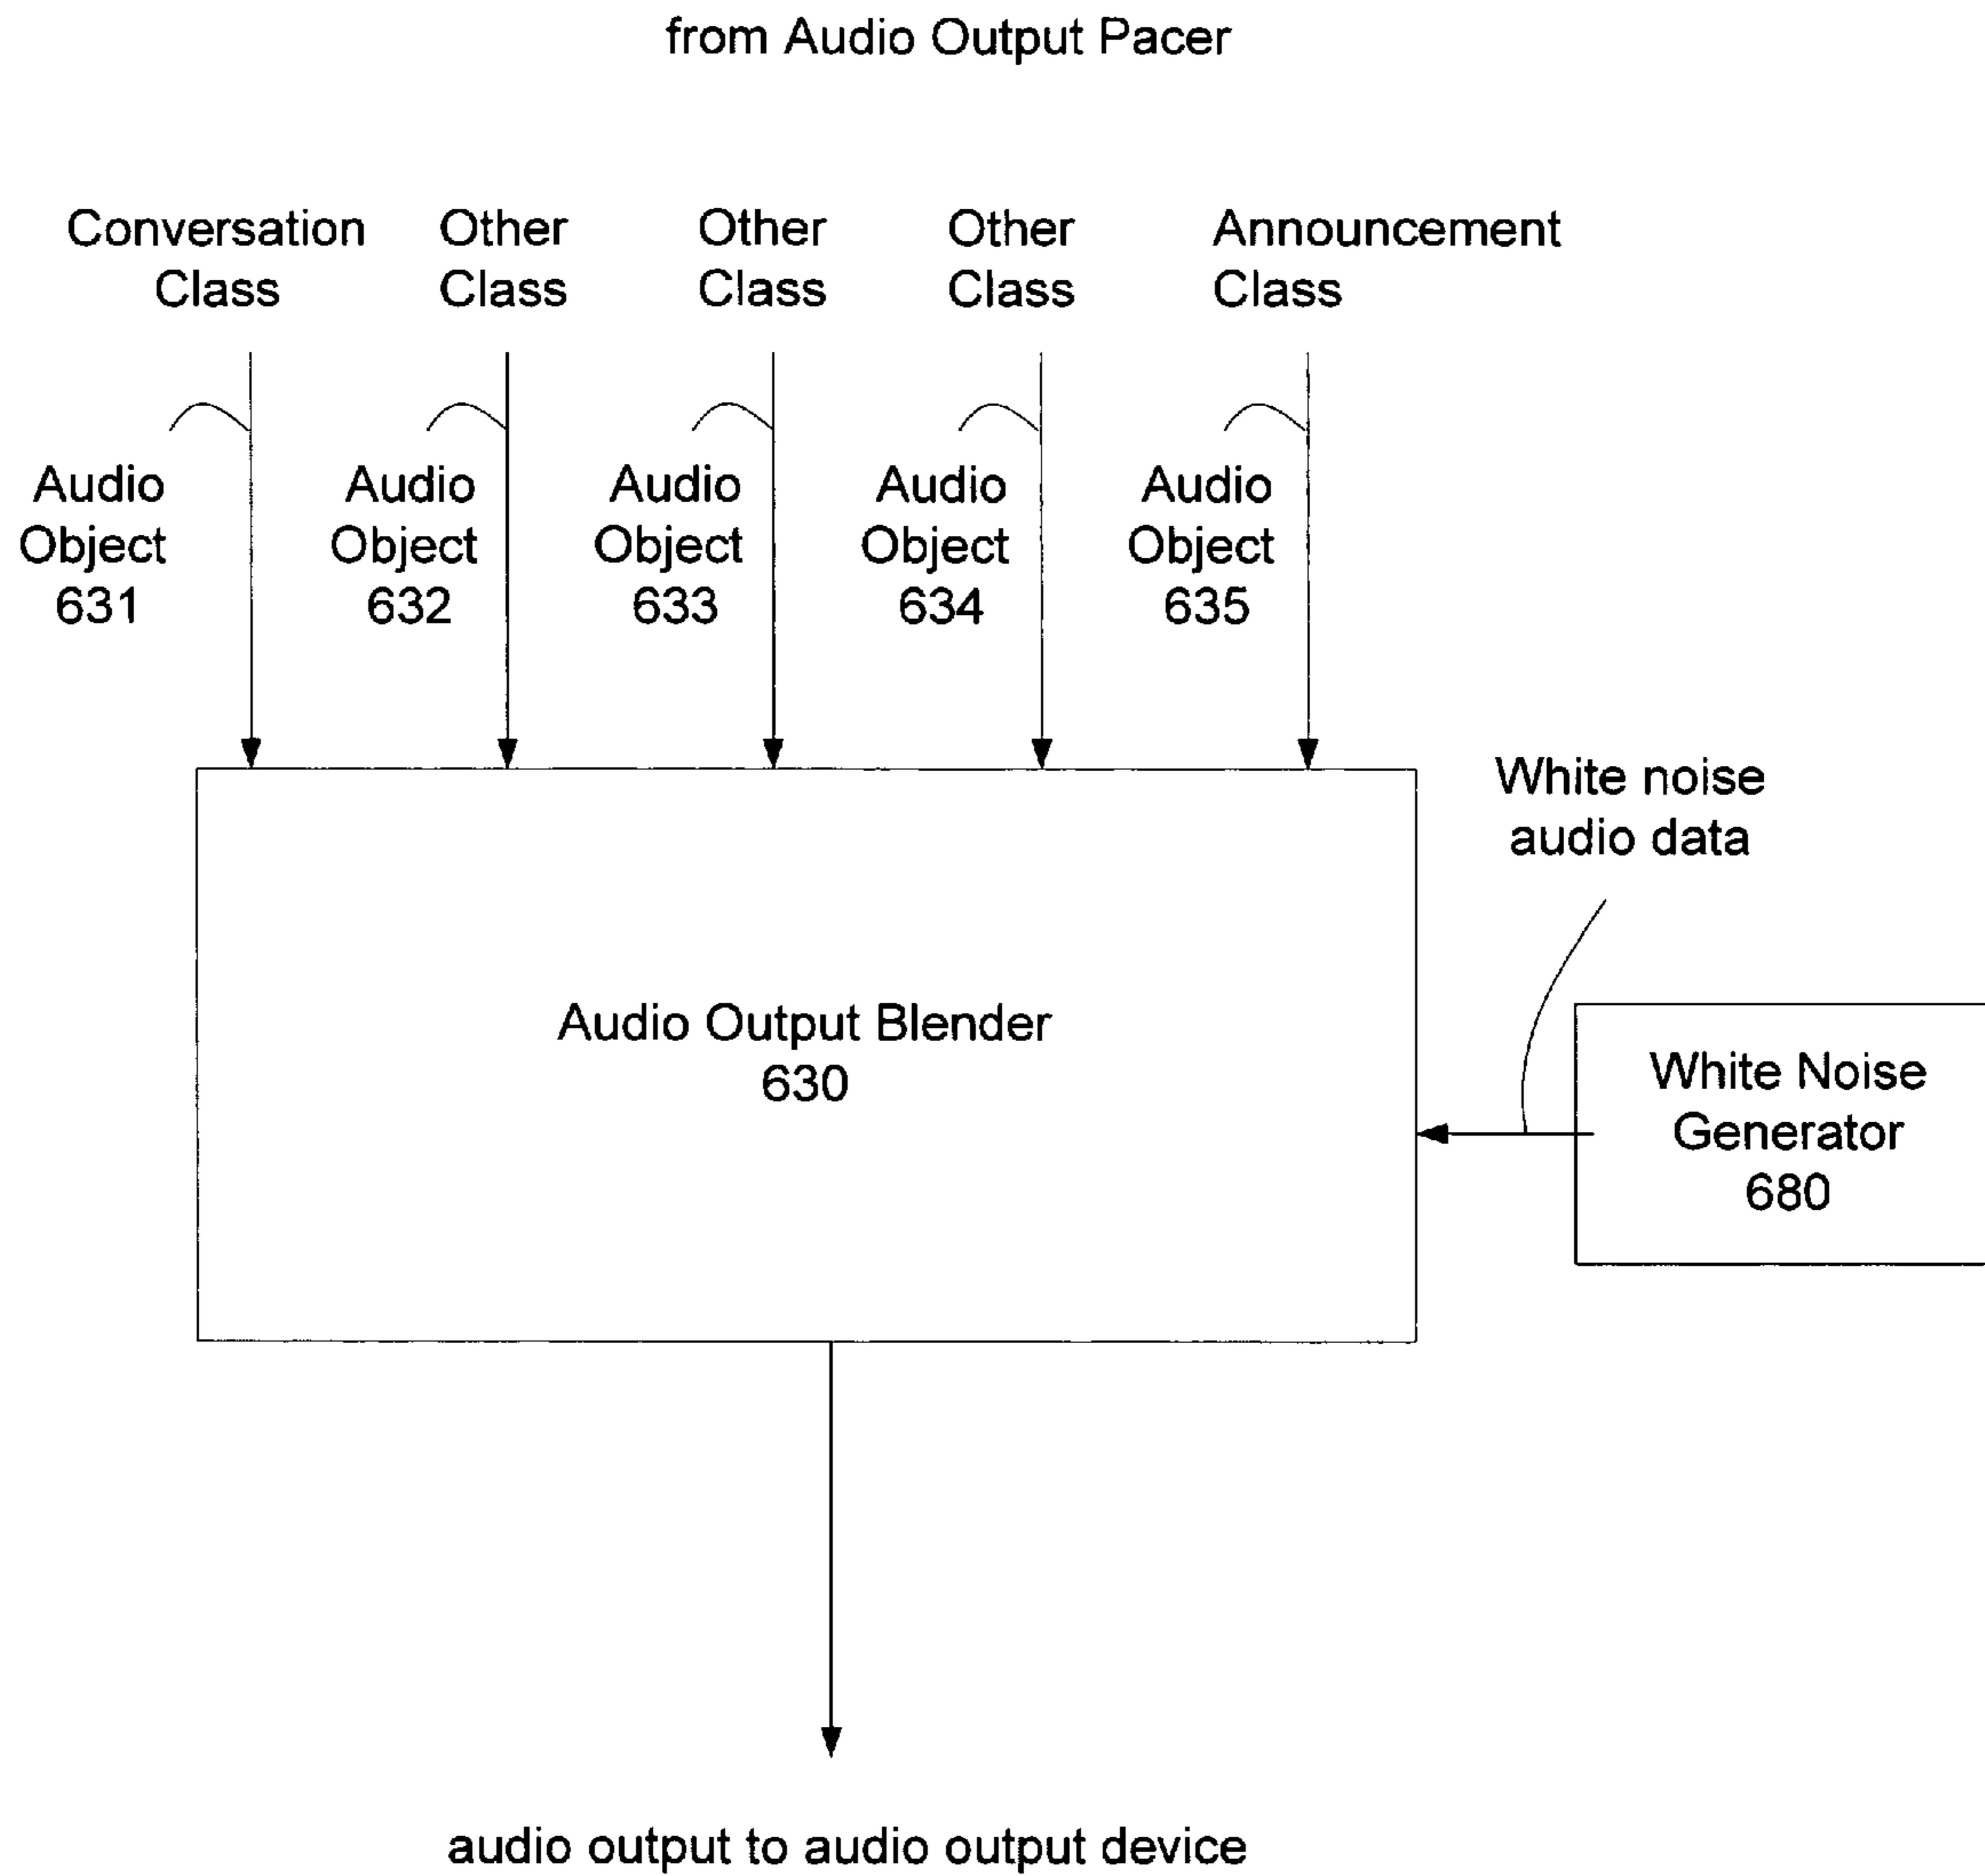 from Audio Output Pacer
Conversation
Class
Other
Class
Other
Class
Other
Class
Announcement
Class
Audio
Object
631
Audio
Object
632
Audio
Object
633
Audio
Object
634
Audio
Object
635
White noise
audio data
Audio Output Blender
630
White Noise
Generator
680
audio output to audio output device